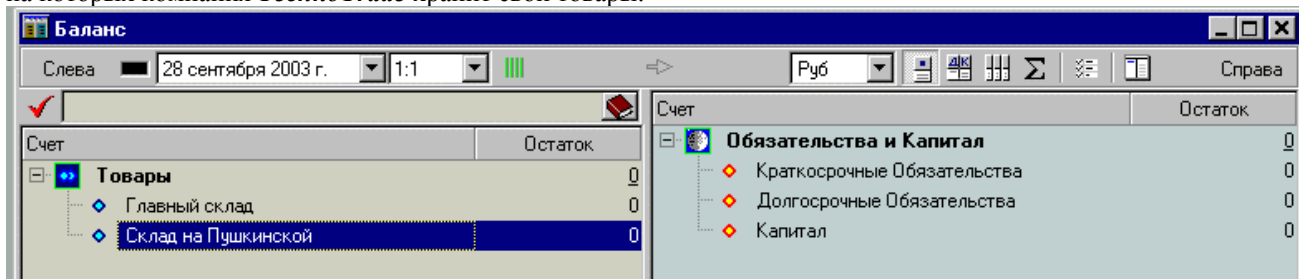 на которых компания TechnoTrade хранит свои товары.
Баланс
Слева 28 сентября 2003 г. 1:1 Руб Справа
Счет Остаток
Обязательства и Капитал 0
Краткосрочные Обязательства 0
Долгосрочные Обязательства 0
Капитал 0
Счет Остаток
Товары 0
Главный склад 0
Склад на Пушкинской 0